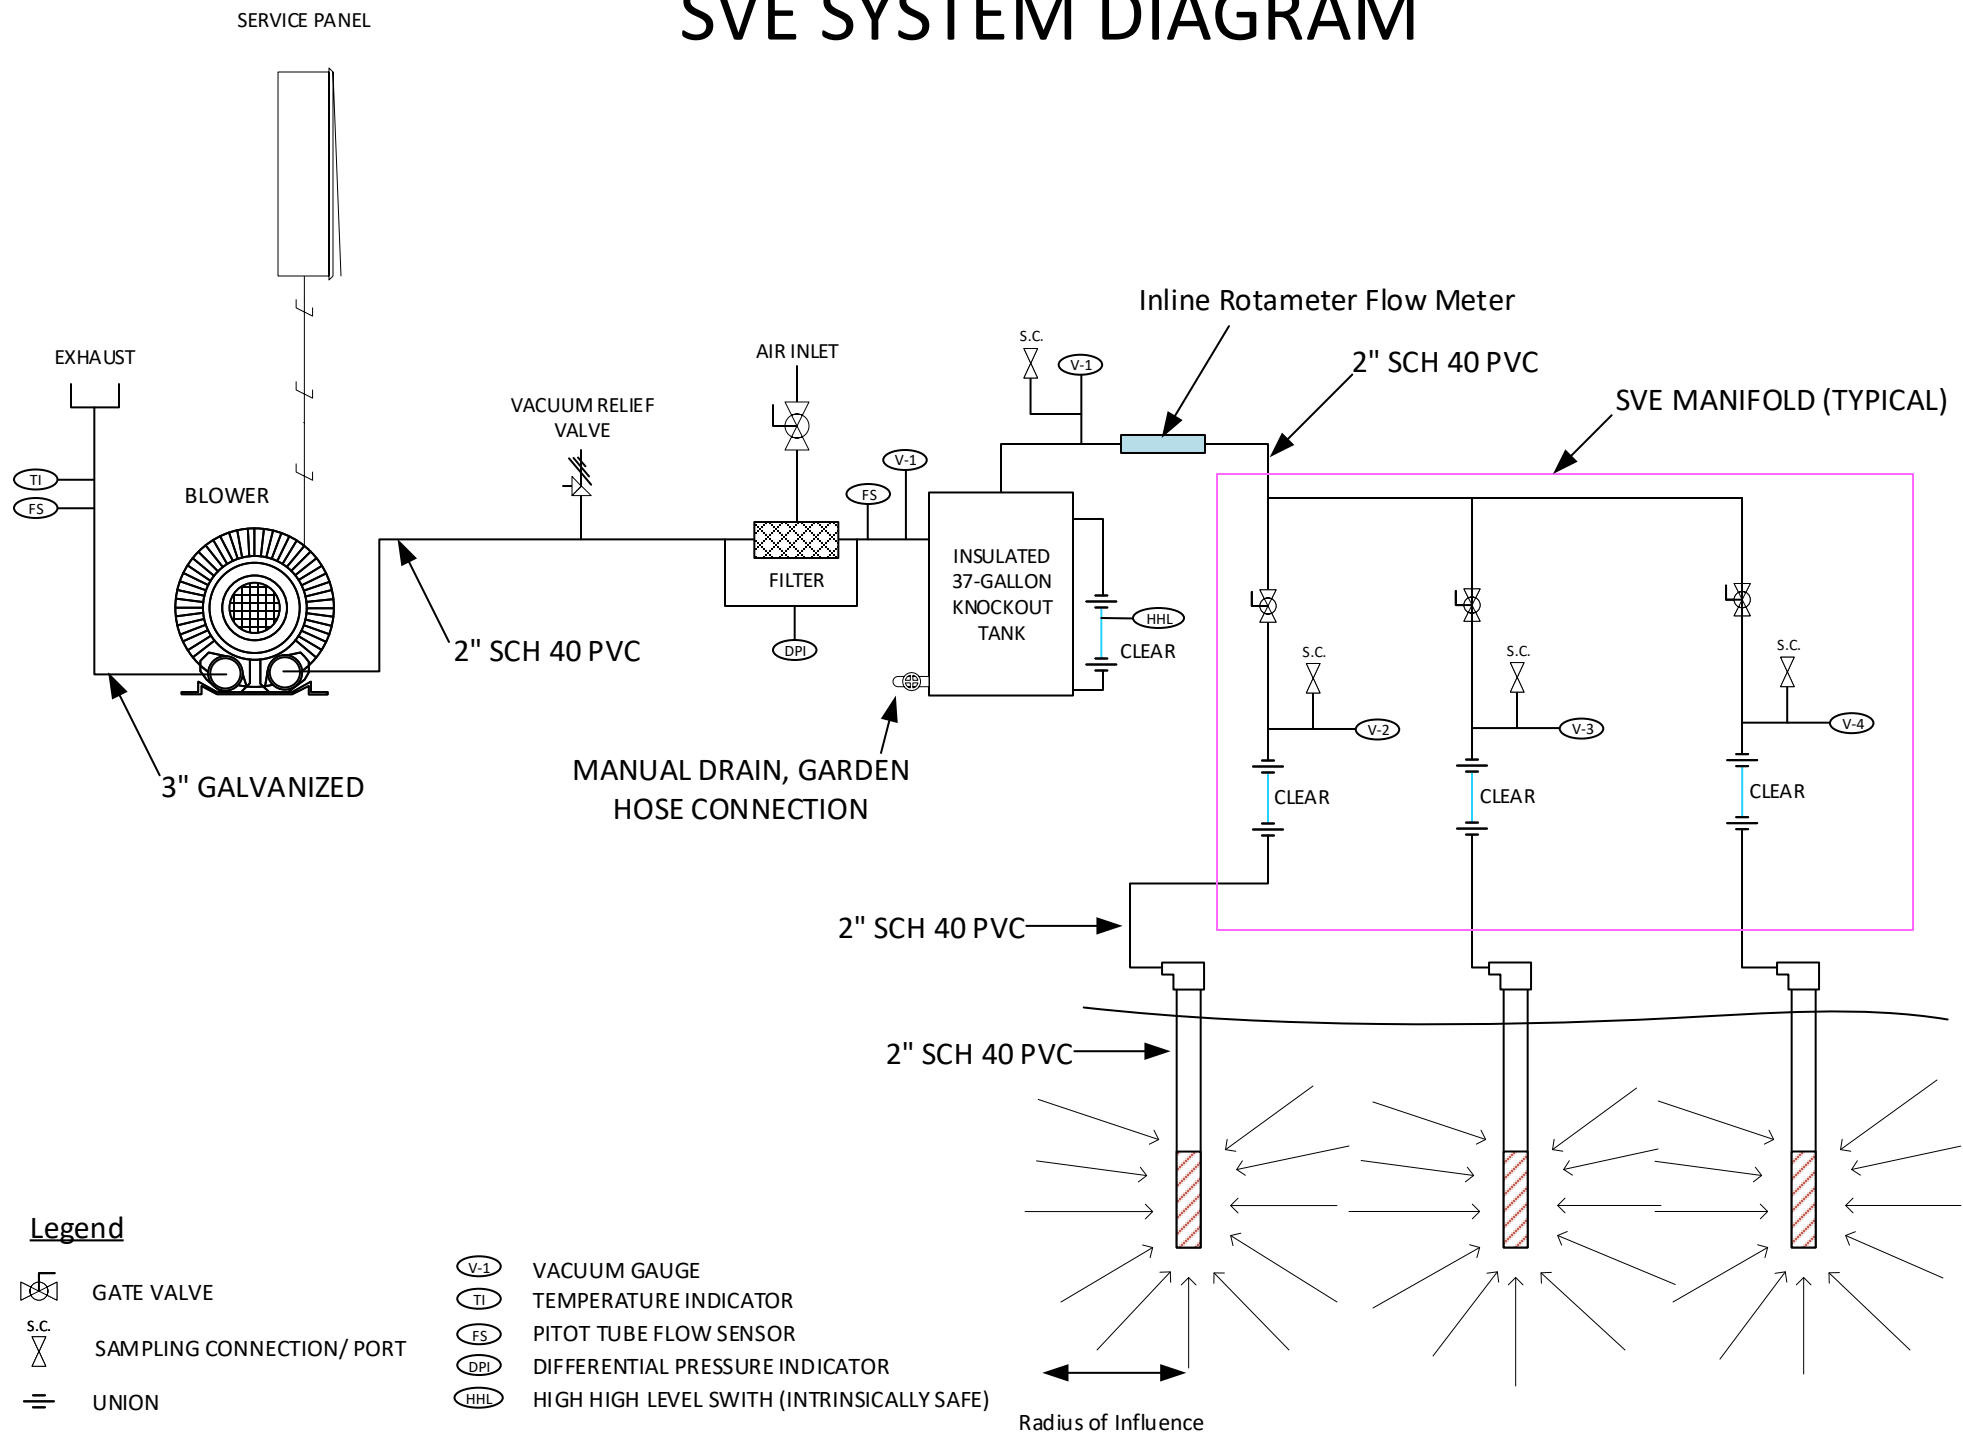 SVE SYSTEM DIAGRAM
SERVICE PANEL
Inline Rotameter Flow Meter
S.C.
V-1
2" SCH 40 PVC
SVE MANIFOLD (TYPICAL)
EXHAUST
AIR INLET
VACUUM RELIEF
VALVE
TI
FS
BLOWER
V-1
FS
FILTER
DPI
INSULATED
37-GALLON
KNOCKOUT
TANK
HHL
CLEAR
2" SCH 40 PVC
3" GALVANIZED
MANUAL DRAIN, GARDEN
HOSE CONNECTION
S.C.
V-2
CLEAR
S.C.
V-3
CLEAR
S.C.
V-4
CLEAR
2" SCH 40 PVC
2" SCH 40 PVC
Radius of Influence
Legend
GATE VALVE
S.C.
SAMPLING CONNECTION/ PORT
UNION
V-1 VACUUM GAUGE
TI TEMPERATURE INDICATOR
FS PITOT TUBE FLOW SENSOR
DPI DIFFERENTIAL PRESSURE INDICATOR
HHL HIGH HIGH LEVEL SWITH (INTRINSICALLY SAFE)